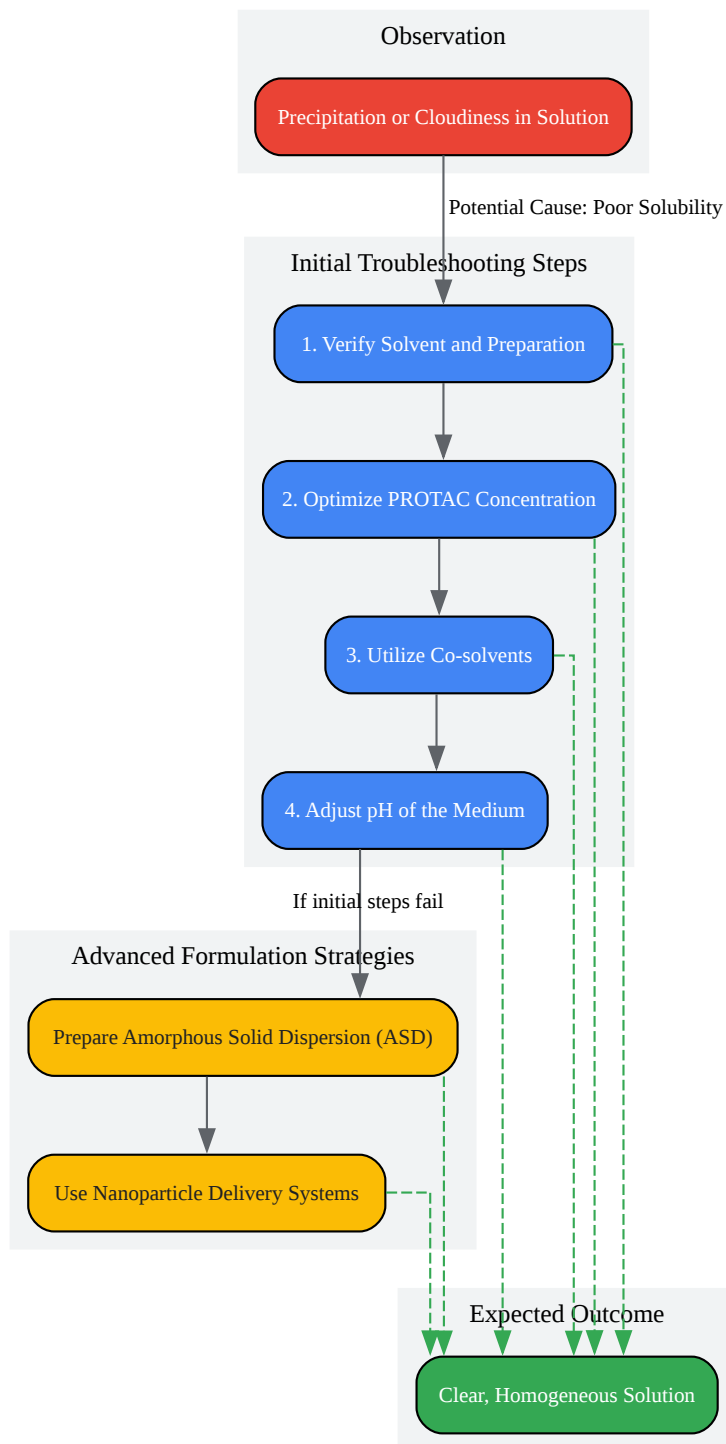 Observation
Precipitation or Cloudiness in Solution
Potential Cause: Poor Solubility
Initial Troubleshooting Steps
1. Verify Solvent and Preparation
2. Optimize PROTAC Concentration
3. Utilize Co-solvents
4. Adjust pH of the Medium
If initial steps fail
Advanced Formulation Strategies
Prepare Amorphous Solid Dispersion (ASD)
Use Nanoparticle Delivery Systems
Expected Outcome
Clear, Homogeneous Solution